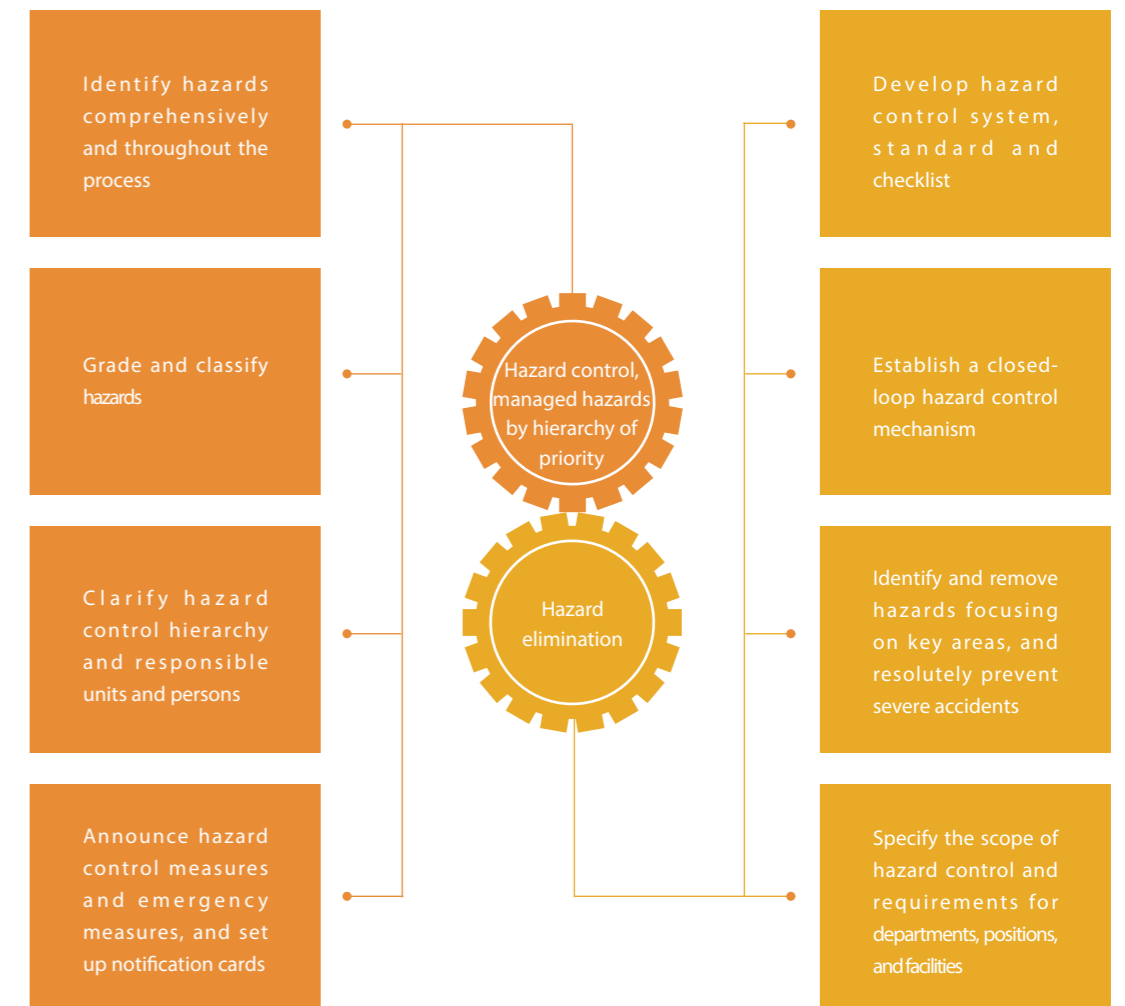 Identify hazards
comprehensively
and throughout the
process
Grade and classify
hazards
Clarify hazard
control hierarchy
and responsible
units and persons
Announce hazard
control measures
and emergency
measures, and set
up notification cards
Hazard control,
managed hazards
by hierarchy of
priority
Hazard
elimination
Develop hazard
control system,
standard and
checklist
Establish a closed-
loop hazard control
mechanism
Identify and remove
hazards focusing
on key areas, and
resolutely prevent
severe accidents
Specify the scope of
hazard control and
requirements for
departments, positions,
and facilities